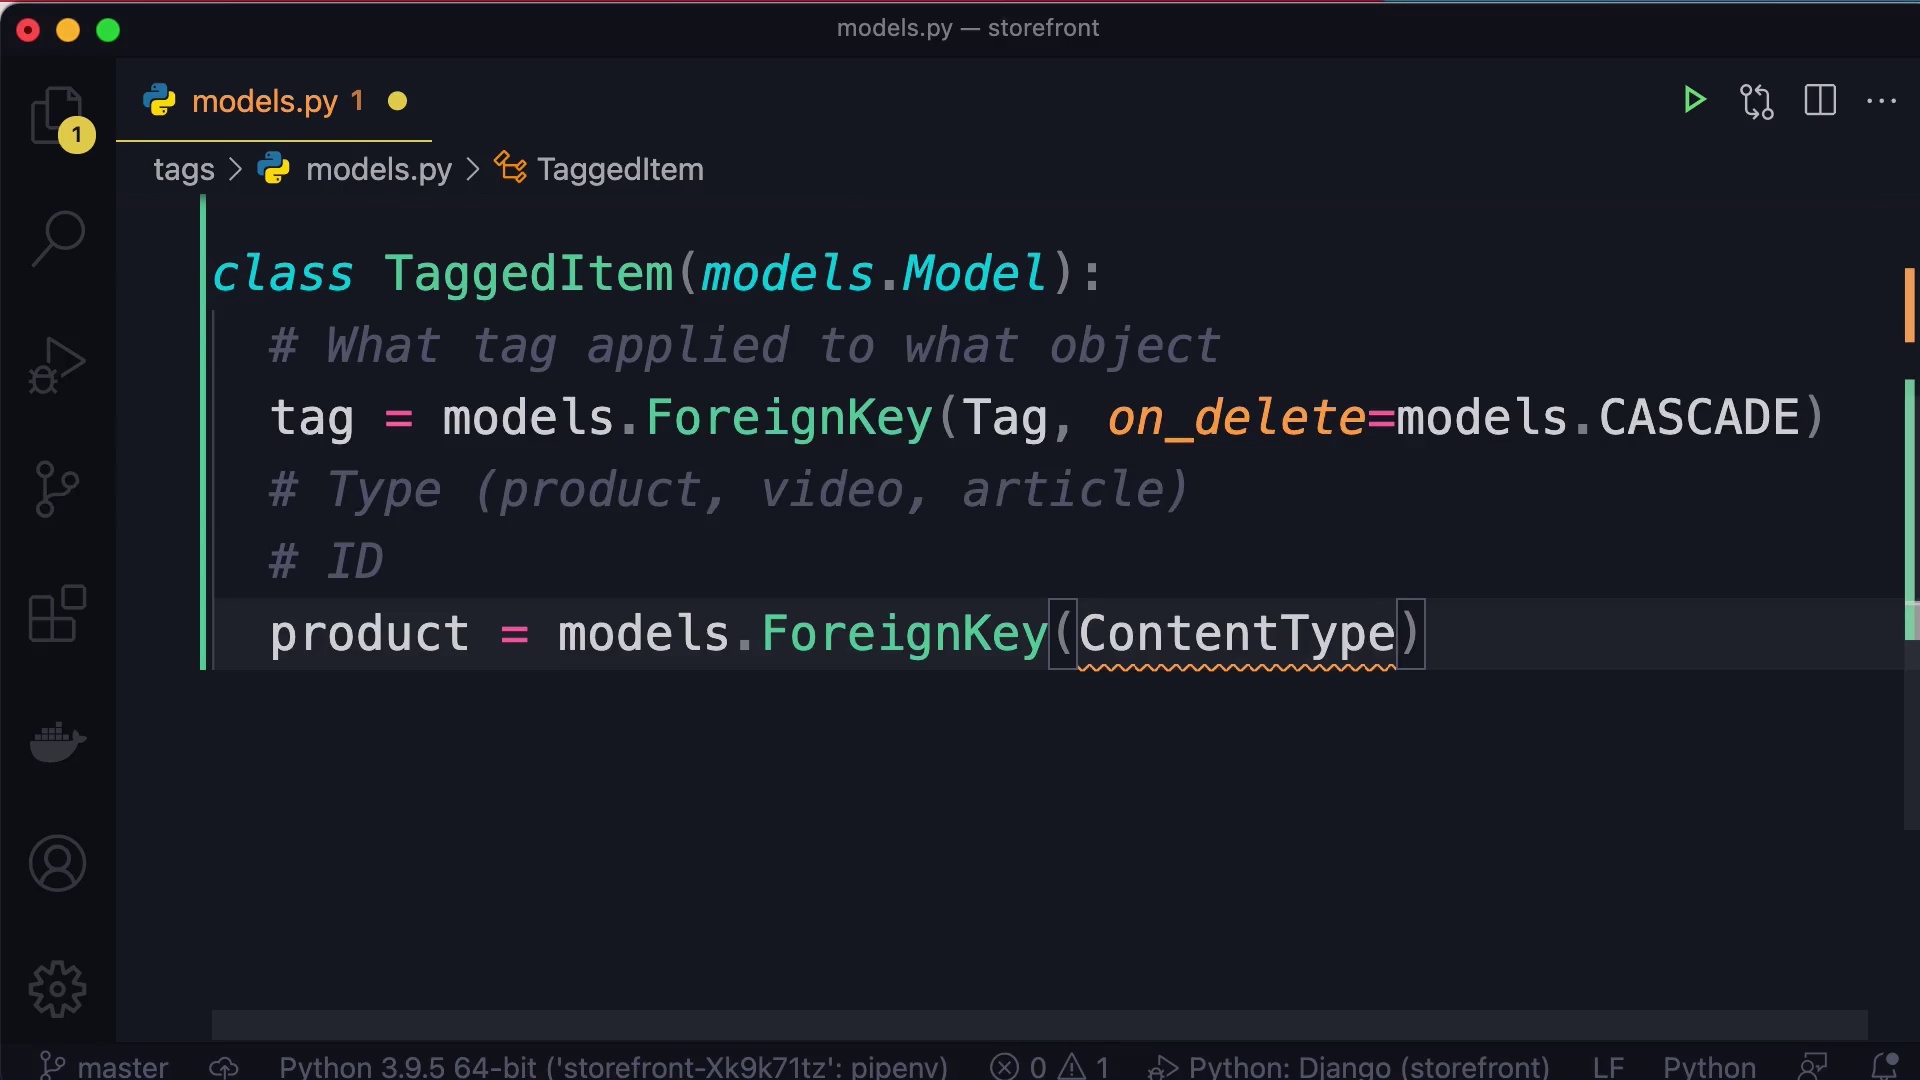 models.py — storefront
models.py 1
1
tags > models.py > TaggedItem
class TaggedItem(models.Model):
# What tag applied to what object
tag = models.ForeignKey(Tag, on_delete=models.CASCADE)
# Type (product, video, article)
# ID
product = models.ForeignKey(ContentType)
master Python 3.9.5 64-bit ('storefront-Xk9k71tz': pipenv) 0 1 Python: Django (storefront) LF Python